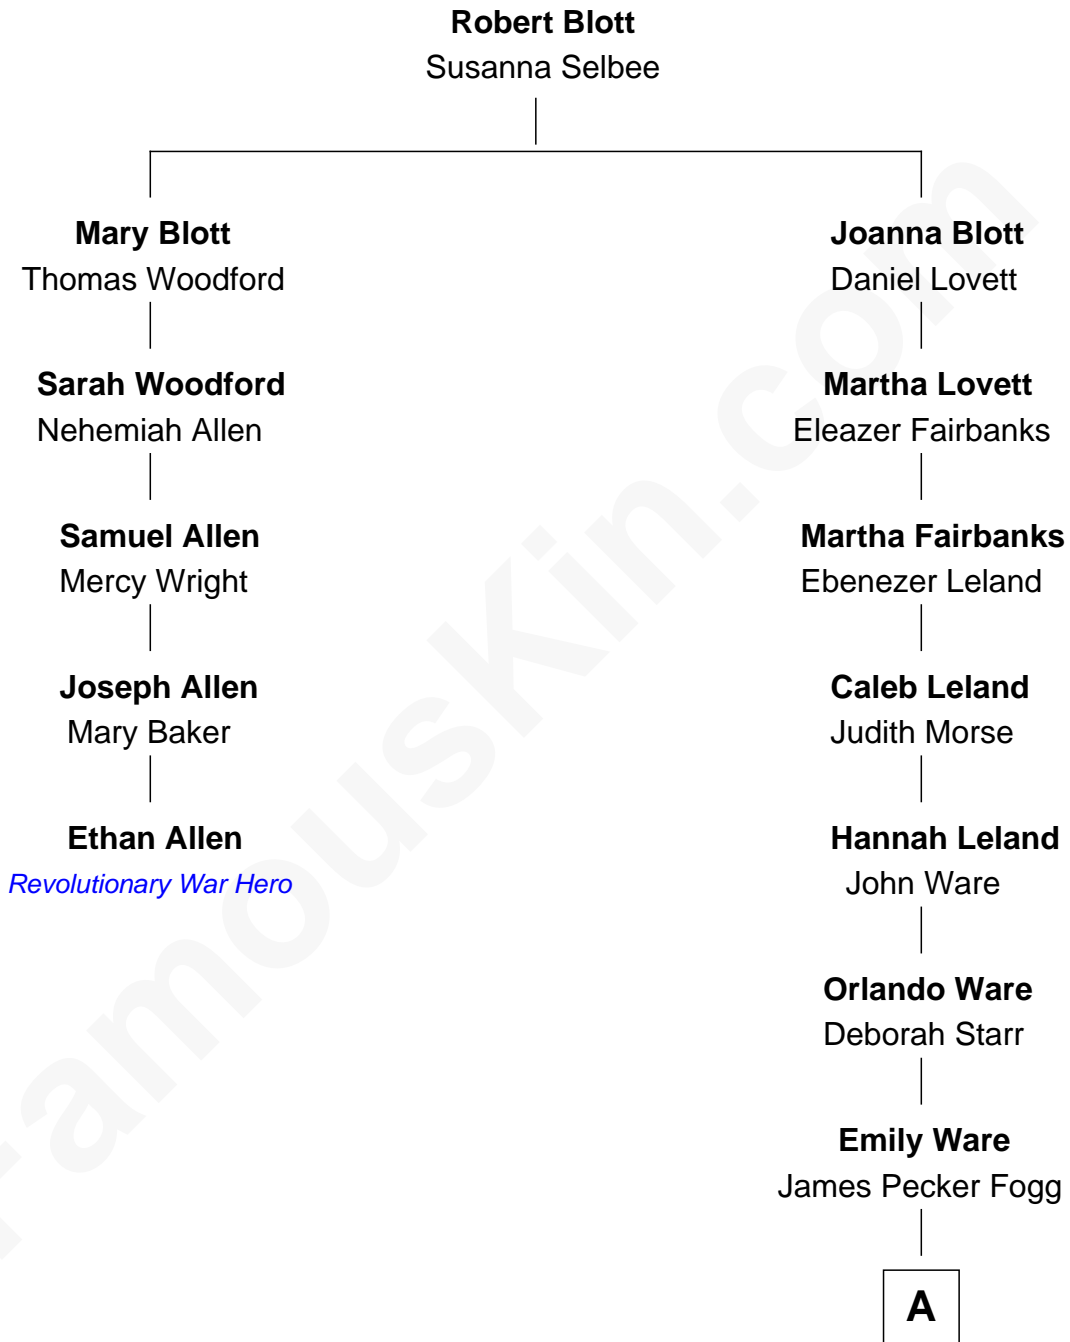 Robert Blott
Susanna Selbee
Mary Blott
Thomas Woodford
Sarah Woodford
Nehemiah Allen
Samuel Allen
Mercy Wright
Joseph Allen
Mary Baker
Ethan Allen
Revolutionary War Hero
Joanna Blott
Daniel Lovett
Martha Lovett
Eleazer Fairbanks
Martha Fairbanks
Ebenezer Leland
Caleb Leland
Judith Morse
Hannah Leland
John Ware
Orlando Ware
Deborah Starr
Emily Ware
James Pecker Fogg
A
FamousKin.com